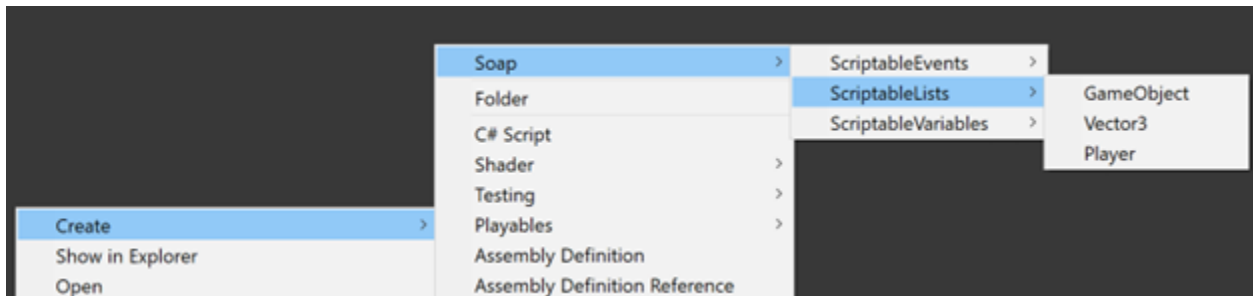 Create
Show in Explorer
Open
Soap
Folder
C# Script
Shader
Testing
Playables
Assembly Definition
Assembly Definition Reference
ScriptableEvents
ScriptableLists
ScriptableVariables
GameObject
Vector3
Player